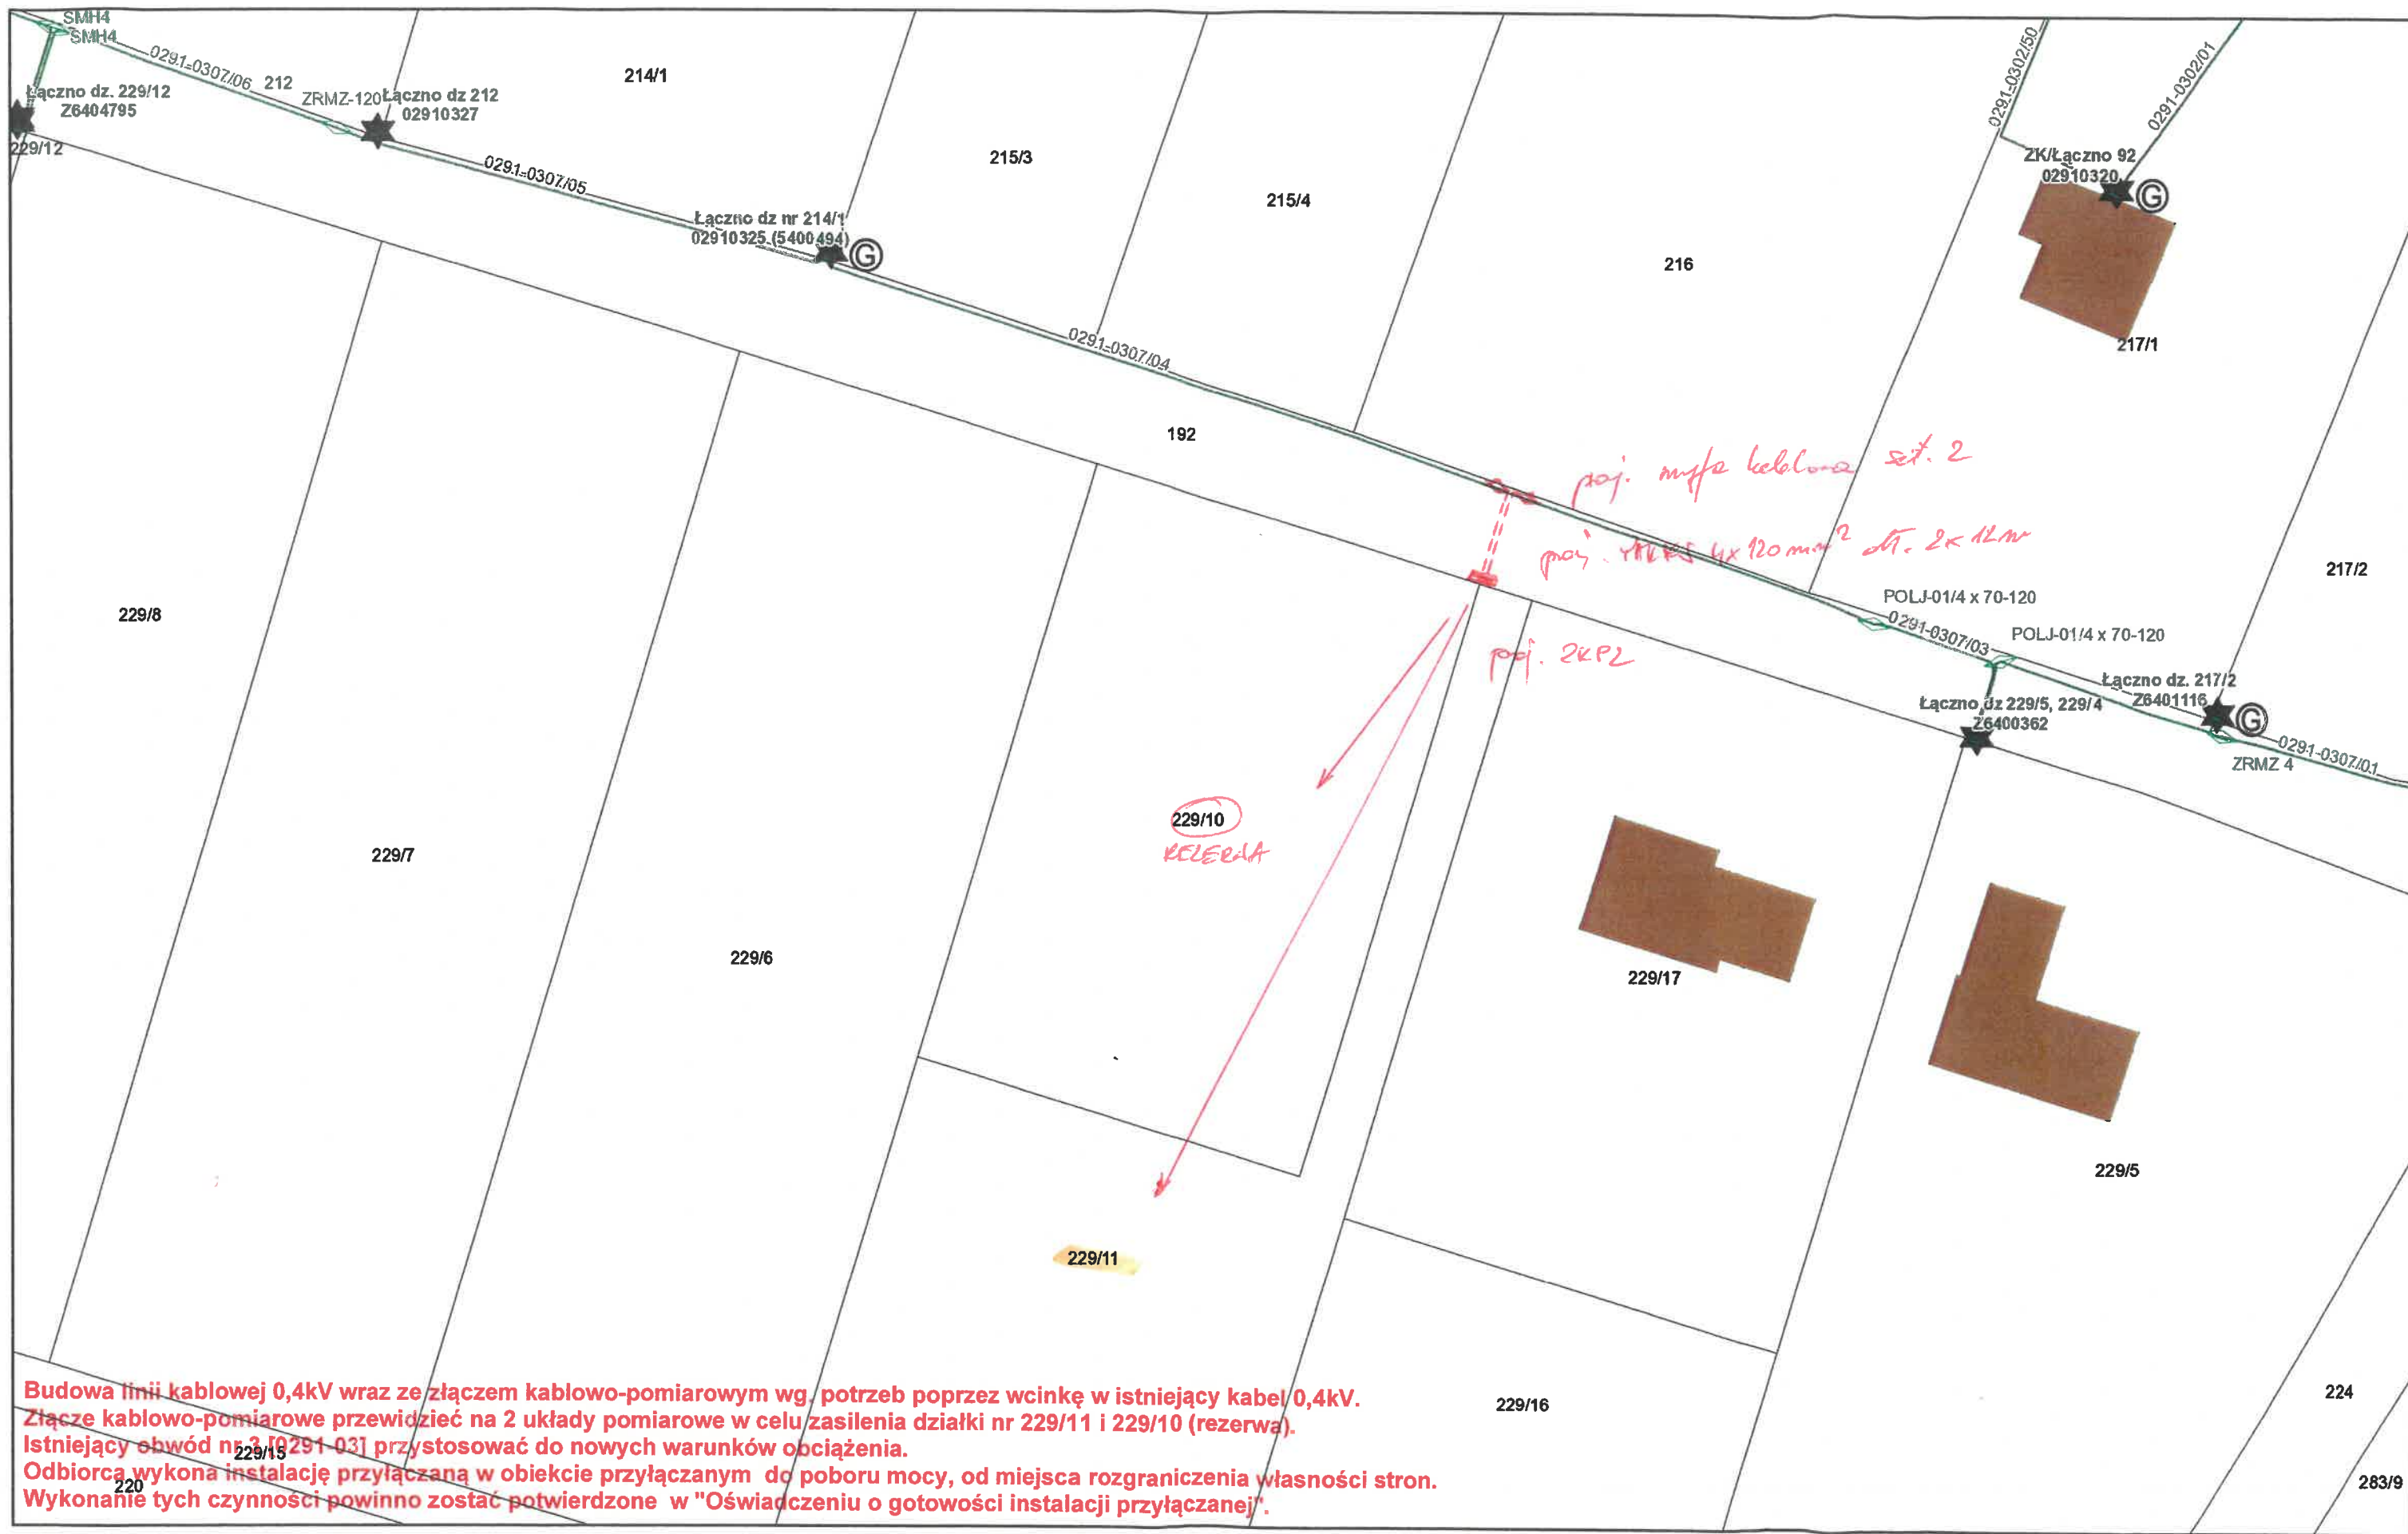 SMH4
SMH4
0291-0307/06
212
ZRMZ-120
Łączno dz. 229/12
Z6404795
229/12
Łączno dz 212
02910327
214/1
0291-0307/05
215/3
Łączno dz nr 214/1
02910325 (5400494)
G
215/4
0291-0307/04
216
0291-0302/50
0291-0302/01
ZK/Łączno 92
02910320
G
217/1
192
proj. mufa kablowa szt. 2
proj. YAKXS 4x120mm² dł. 2x12m
proj. ZKP2
217/2
POLJ-01/4 x 70-120
0291-0307/03
POLJ-01/4 x 70-120
Łączno dz. 217/2
Z6401116
G
Łączno dz 229/5, 229/4
Z6400362
0291-0307/01
ZRMZ 4
229/8
229/7
229/6
229/10
REZERWA
229/17
229/5
229/11
229/16
224
283/9
229/15
220
Budowa linii kablowej 0,4kV wraz ze złączem kablowo-pomiarowym wg. potrzeb poprzez wcinkę w istniejący kabel 0,4kV.
Złącze kablowo-pomiarowe przewidzieć na 2 układy pomiarowe w celu zasilenia działki nr 229/11 i 229/10 (rezerwa).
Istniejący obwód nr 3 [0291-03] przystosować do nowych warunków obciążenia.
Odbiorca wykona instalację przyłączaną w obiekcie przyłączanym do poboru mocy, od miejsca rozgraniczenia własności stron.
Wykonanie tych czynności powinno zostać potwierdzone w "Oświadczeniu o gotowości instalacji przyłączanej".